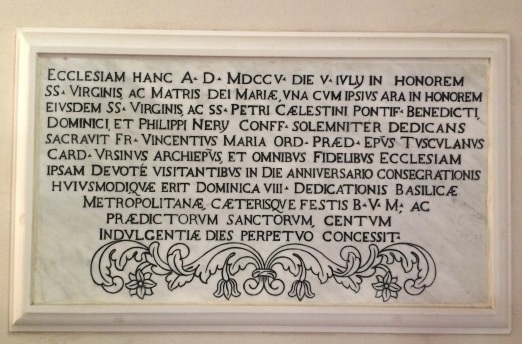 ECCLESIAM HANC A· D· MDCCV· DIE V· IVLIJ IN HONOREM
SS· VIRGINIS, AC MATRIS DEI MARIÆ, VNA CVM IPSIVS ARA IN HONOREM
EIVSDEM SS· VIRGINIS, AC SS· PETRI CÆLESTINI PONTIF· BENEDICTI,
DOMINICI, ET PHILIPPI NERIJ CONFF· SOLEMNITER DEDICANS
SACRAVIT FR· VINCENTIVS MARIA ORD· PRÆD· EPVS TVSCVLANVS
CARD· VRSINVS ARCHIEPVS, ET OMNIBVS FIDELIBVS ECCLESIAM
IPSAM DEVOTÈ VISITANTIBVS IN DIE ANNIVERSARIO CONSEGRATIONIS
HVIVSMODIQVÆ ERIT DOMINICA VIII· DEDICATIONIS BASILICÆ
METROPOLITANÆ, CÆTERISQVE FESTIS B· V· M·, AC
PRÆDICTORVM SANCTORVM, CENTVM
INDVLGENTIÆ DIES PERPETVO CONCESSIT·